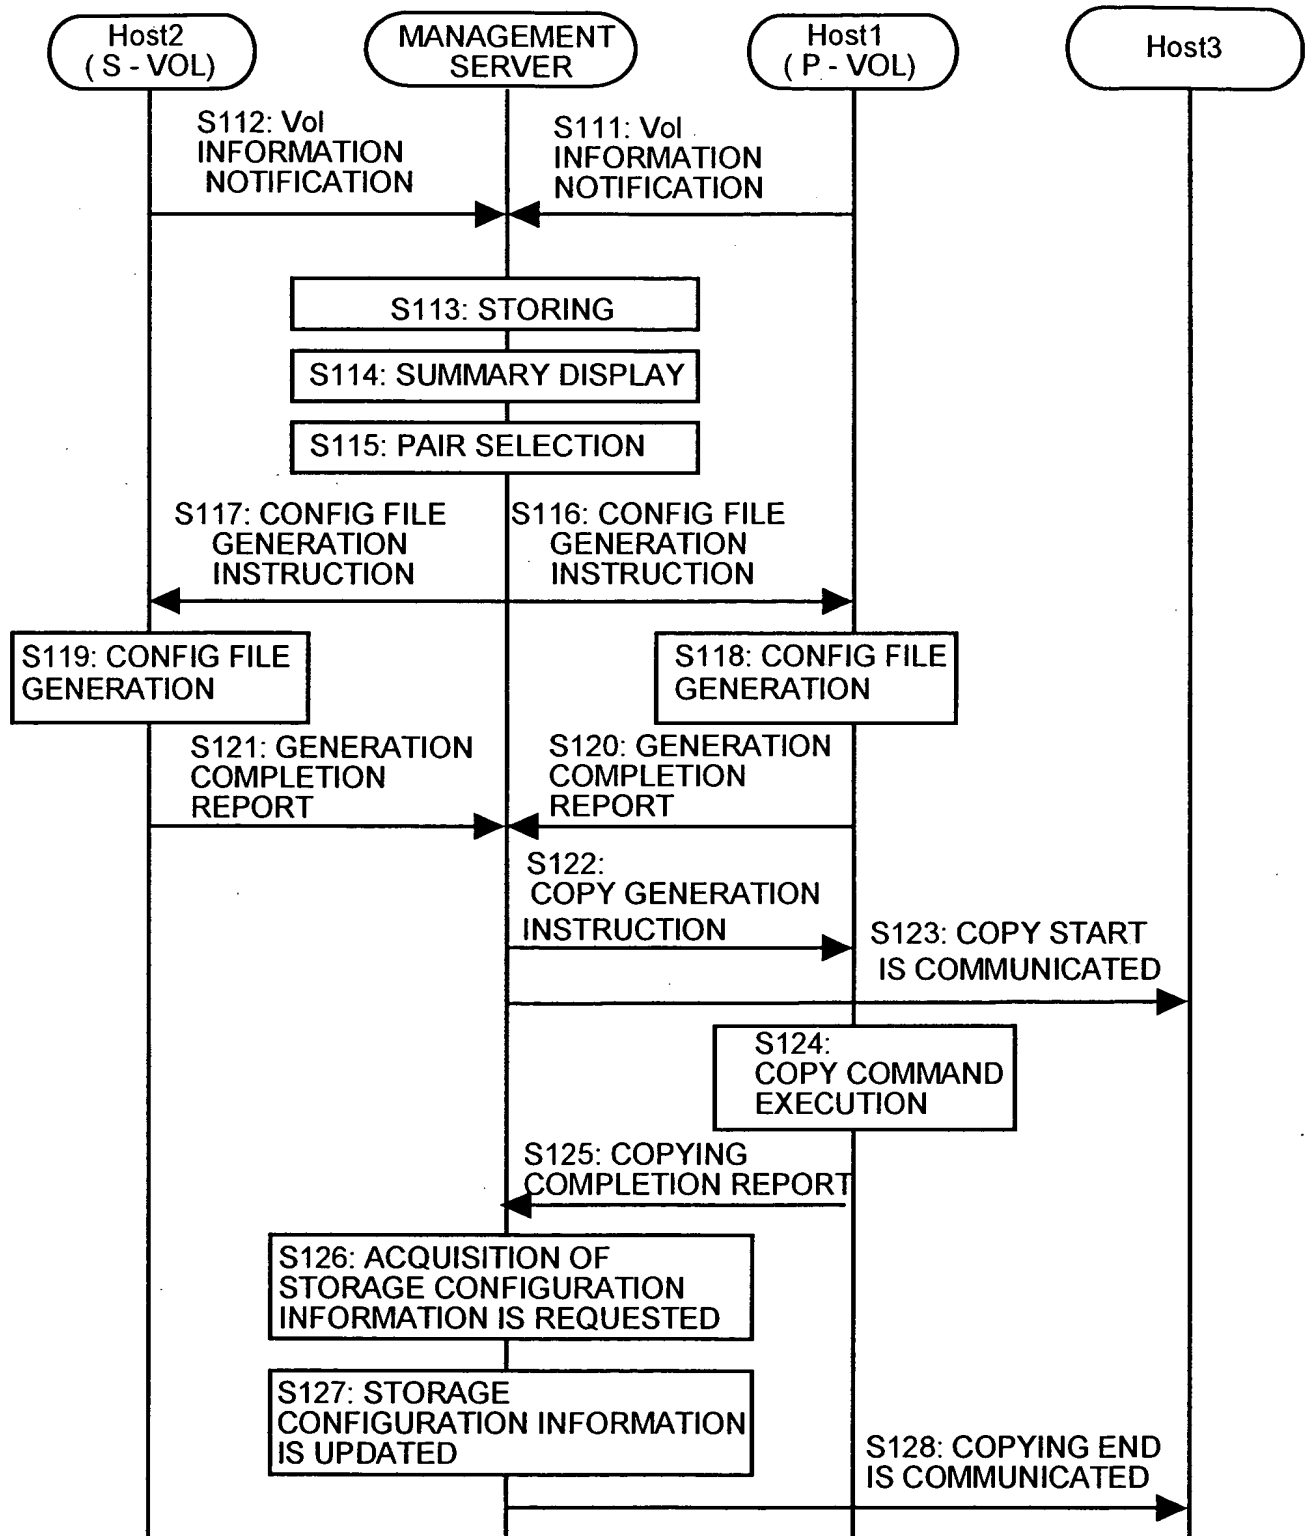 Host2
( S - VOL)
MANAGEMENT
SERVER
Host1
( P - VOL)
Host3
S112: Vol
INFORMATION
NOTIFICATION
S111: Vol
INFORMATION
NOTIFICATION
S113: STORING
S114: SUMMARY DISPLAY
S115: PAIR SELECTION
S117: CONFIG FILE
GENERATION
INSTRUCTION
S116: CONFIG FILE
GENERATION
INSTRUCTION
S119: CONFIG FILE
GENERATION
S118: CONFIG FILE
GENERATION
S121: GENERATION
COMPLETION
REPORT
S120: GENERATION
COMPLETION
REPORT
S122:
COPY GENERATION
INSTRUCTION
S123: COPY START
IS COMMUNICATED
S124:
COPY COMMAND
EXECUTION
S125: COPYING
COMPLETION REPORT
S126: ACQUISITION OF
STORAGE CONFIGURATION
INFORMATION IS REQUESTED
S127: STORAGE
CONFIGURATION INFORMATION
IS UPDATED
S128: COPYING END
IS COMMUNICATED